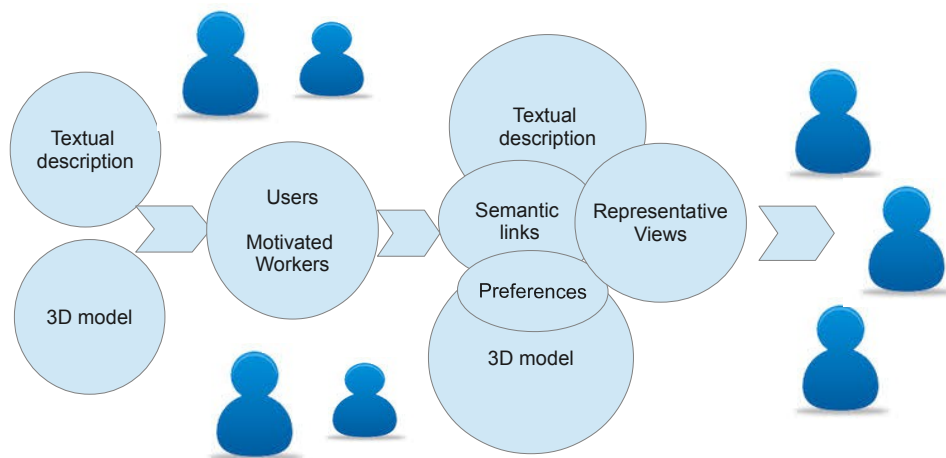 Textual
description
3D model
Users
Motivated
Workers
Textual
description
Semantic
links
Representative
Views
Preferences
3D model